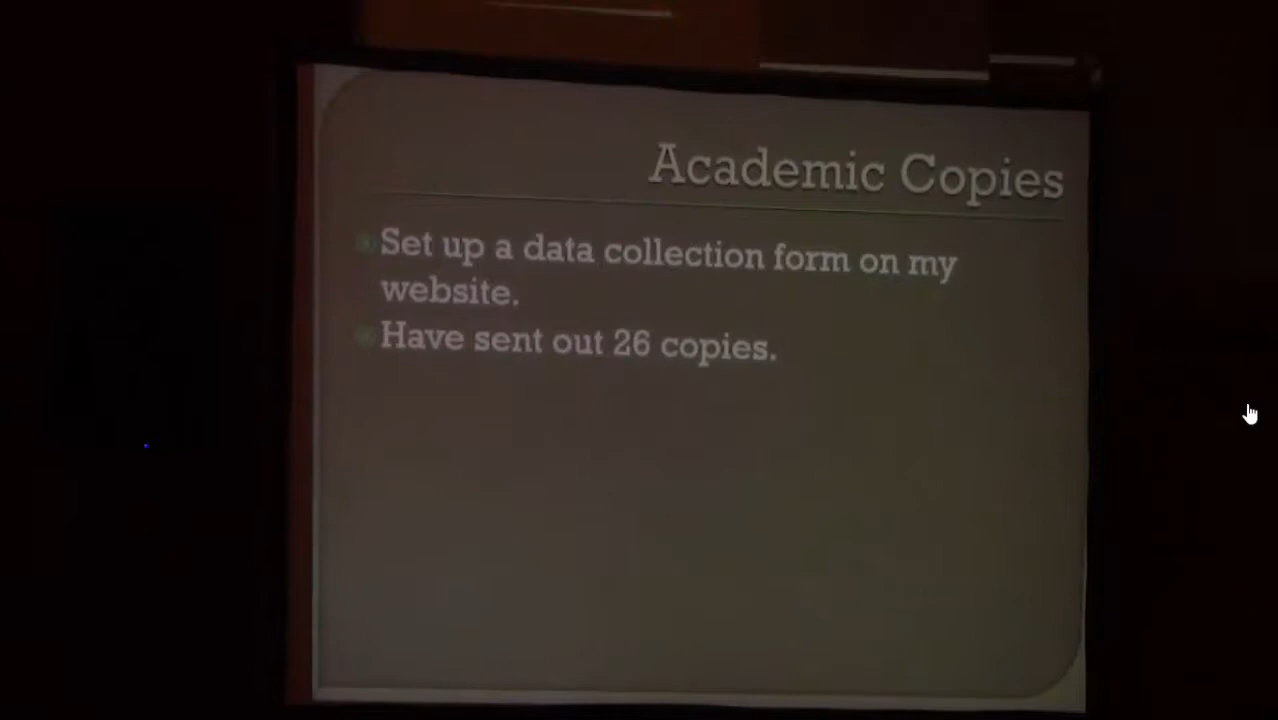 Academic Copies
Set up a data collection form on my
website.
Have sent out 26 copies.